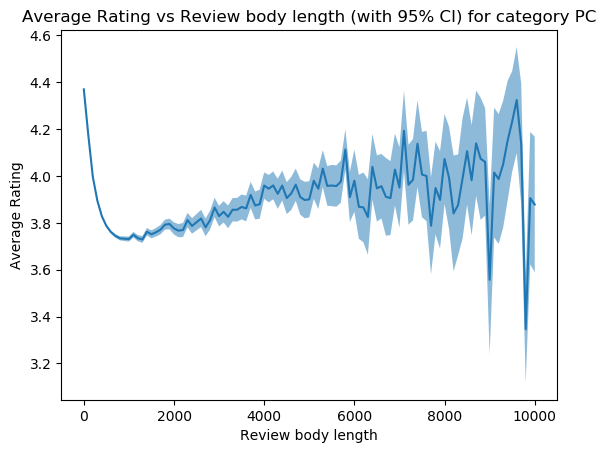 Average Rating vs Review body length (with 95% CI) for category PC
4.6
4.4
4.2
4.0
3.8
3.6
3.4
3.2
Average Rating
0 2000 4000 6000 8000 10000
Review body length